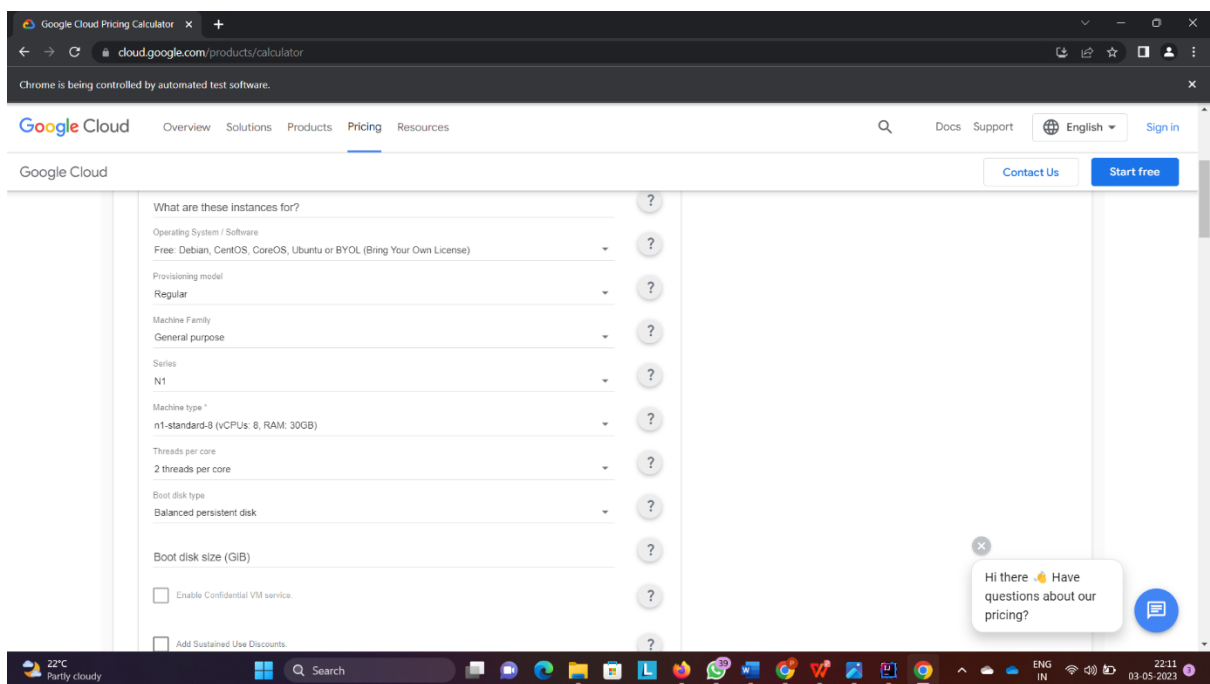 Google Cloud Pricing Calculator
cloud.google.com/products/calculator
Chrome is being controlled by automated test software.
Google Cloud Overview Solutions Products Pricing Resources Docs Support English Sign in
Google Cloud Contact Us Start free
What are these instances for? ?
Operating System / Software
Free: Debian, CentOS, CoreOS, Ubuntu or BYOL (Bring Your Own License) ?
Provisioning model
Regular ?
Machine Family
General purpose ?
Series
N1 ?
Machine type *
n1-standard-8 (vCPUs: 8, RAM: 30GB) ?
Threads per core
2 threads per core ?
Boot disk type
Balanced persistent disk ?
Boot disk size (GiB) ?
Enable Confidential VM service. ?
Add Sustained Use Discounts. ?
Hi there 👋 Have
questions about our
pricing?
22°C
Partly cloudy
Search
L
39
W
ENG
IN
22:11
03-05-2023
3